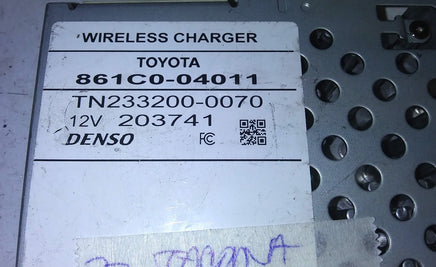 WIRELESS CHARGER
TOYOTA
861C0-04011
TN233200-0070
12V 203741
DENSO FC